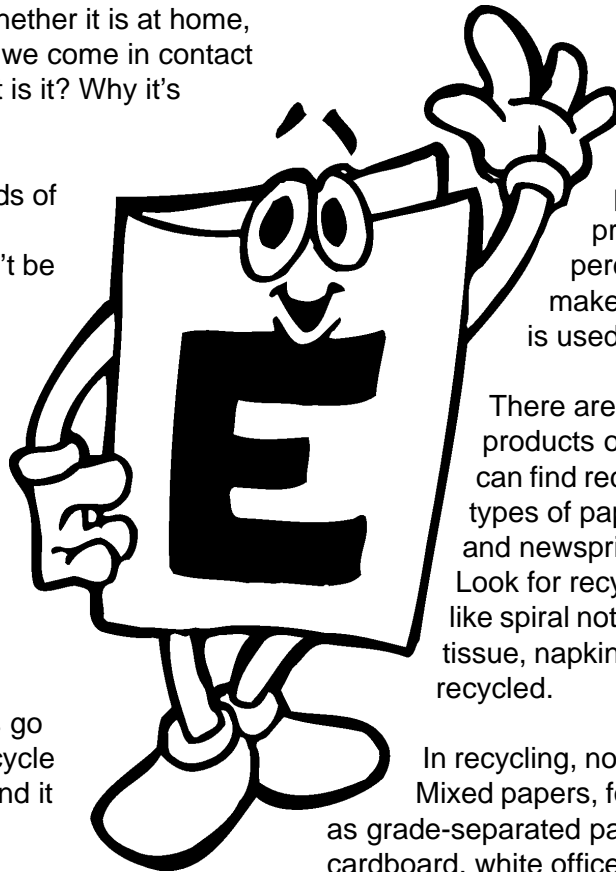 hether it is at home,
we come in contact
t is it? Why it's
ds of
't be
go
cycle
nd it
E
pr
perc
make
is used
There are
products o
can find rec
types of pap
and newspri
Look for recy
like spiral not
tissue, napkin
recycled.
In recycling, no
Mixed papers, fo
as grade-separated pa
cardboard, white office